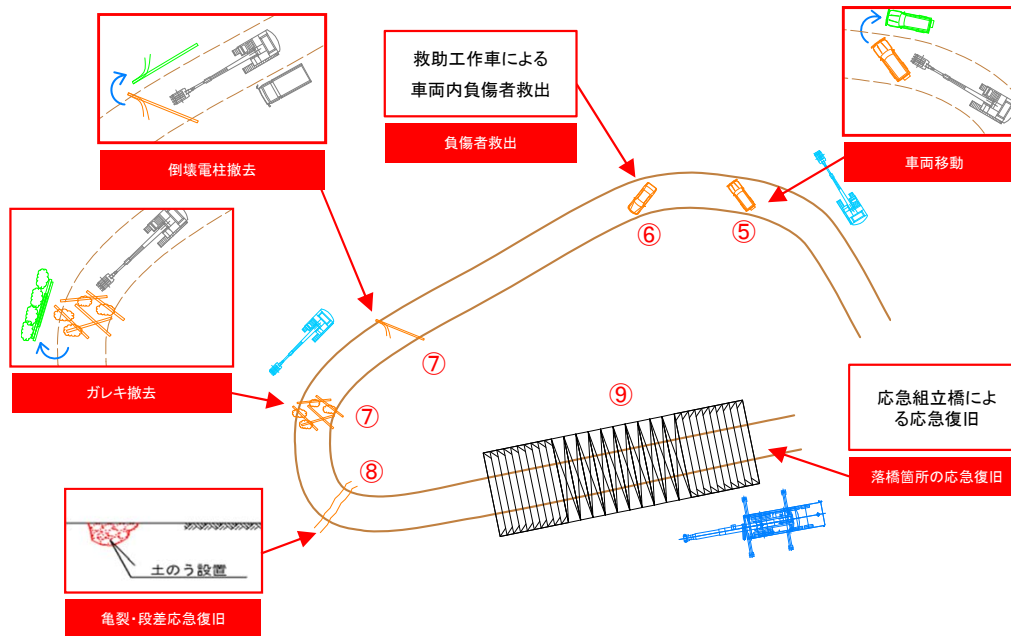 倒壊電柱撤去
救助工作車による
車両内負傷者救出
負傷者救出
車両移動
⑥
⑤
ガレキ撤去
⑦
⑦
⑧
⑨
応急組立橋によ
る応急復旧
落橋箇所の応急復旧
土のう設置
亀裂・段差応急復旧